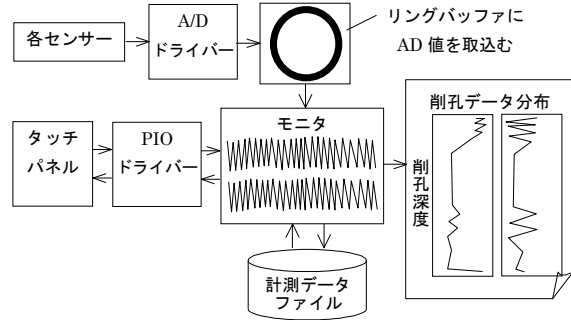 各センサー
A/D
ドライバー
リングバッファに
AD 値を取込む
タッチ
パネル
PIO
ドライバー
モニタ
削孔データ分布
削孔深度
計測データ
ファイル